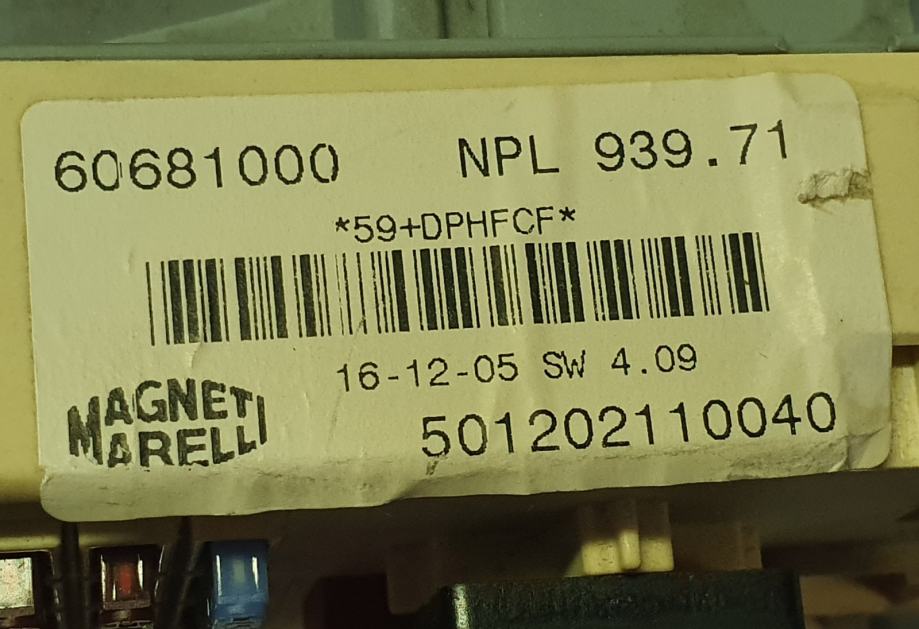 60681000 NPL 939.71
*59+DPHFCF*
16-12-05 SW 4.09
501202110040
MAGNETI
MARELLI